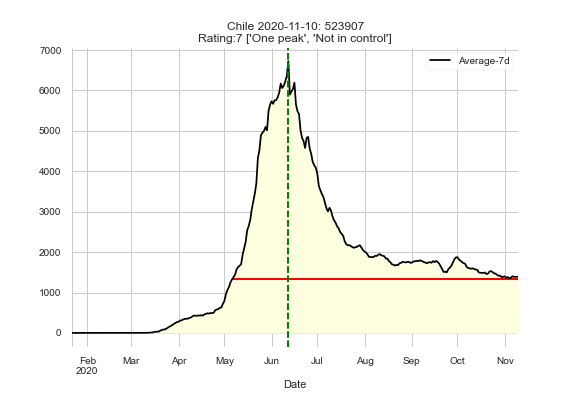 Chile 2020-11-10: 523907
Rating:7 ['One peak', 'Not in control']
Average-7d
7000
6000
5000
4000
3000
2000
1000
0
Feb Mar Apr May Jun Jul Aug Sep Oct Nov
2020
Date